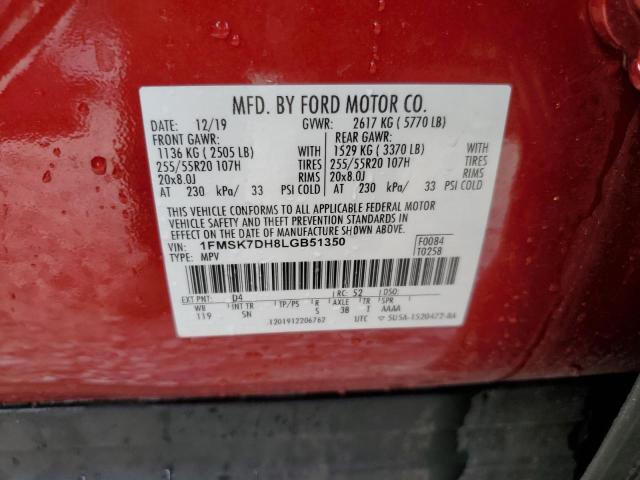 MFD. BY FORD MOTOR CO.
DATE: 12/19 GVWR: 2617 KG ( 5770 LB)
FRONT GAWR: REAR GAWR:
1136 KG ( 2505 LB) WITH 1529 KG ( 3370 LB) WITH
255/55R20 107H TIRES 255/55R20 107H TIRES
20x8.0J RIMS 20x8.0J RIMS
AT 230 kPa/ 33 PSI COLD AT 230 kPa/ 33 PSI COLD
THIS VEHICLE CONFORMS TO ALL APPLICABLE FEDERAL MOTOR
VEHICLE SAFETY AND THEFT PREVENTION STANDARDS IN
EFFECT ON THE DATE OF MANUFACTURE SHOWN ABOVE.
VIN: 1FMSK7DH8LGB51350 F0084
TYPE: MPV T0258
EXT PNT: D4 RC: 52 DSO:
WB INT TR TP/PS R AXLE TR SPR
119 SN S 3B T AAAA
1201912206762 UTC 5U5A-1520472-BA